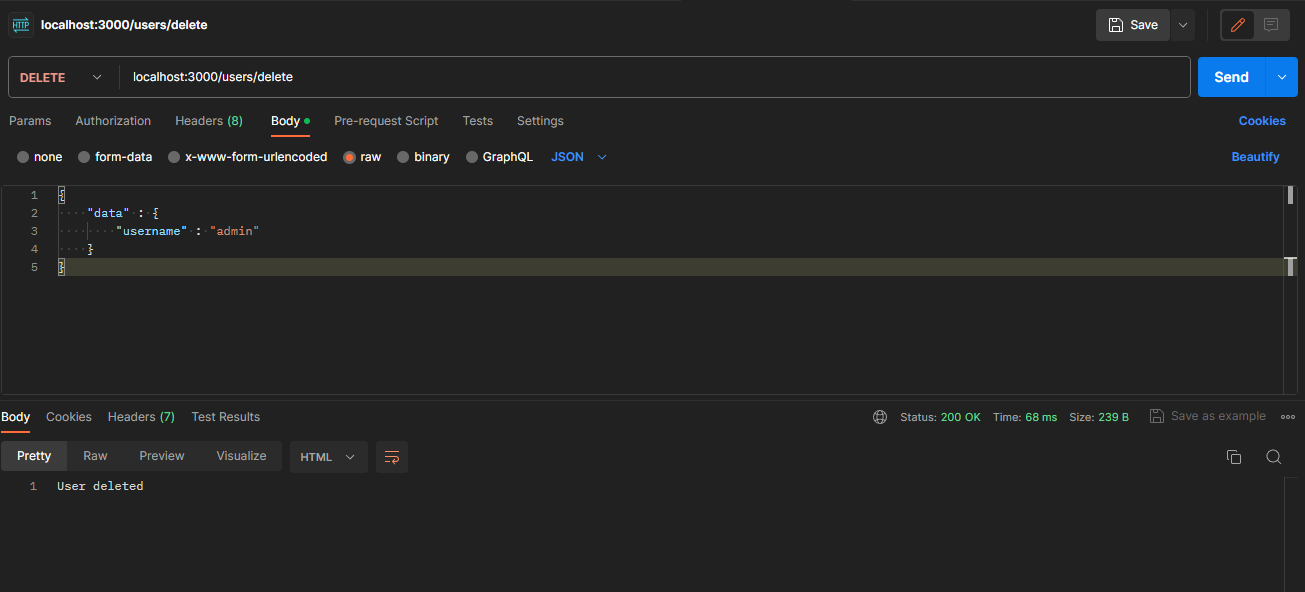 HTTP localhost:3000/users/delete Save
DELETE localhost:3000/users/delete Send
Params Authorization Headers (8) Body Pre-request Script Tests Settings Cookies
none form-data x-www-form-urlencoded raw binary GraphQL JSON Beautify
1 {
2 "data" : {
3 "username" : "admin"
4 }
5 }
Body Cookies Headers (7) Test Results Status: 200 OK Time: 68 ms Size: 239 B Save as example
Pretty Raw Preview Visualize HTML
1 User deleted